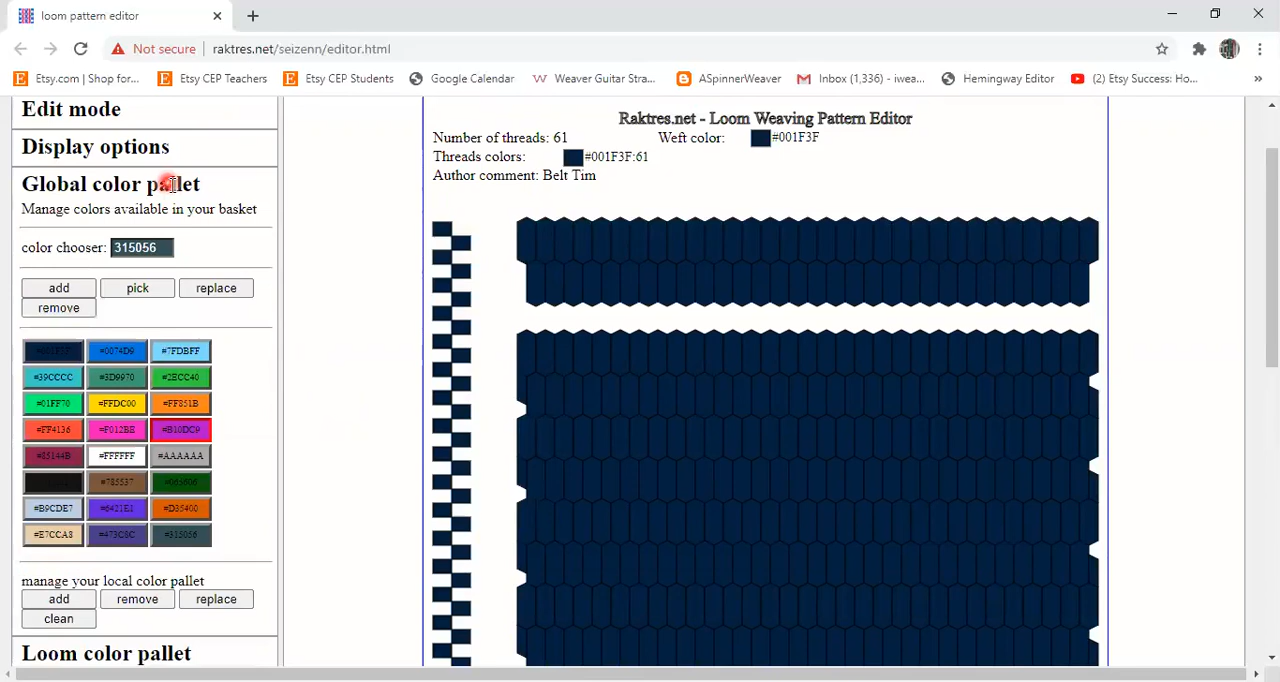 loom pattern editor
Not secure
raktres.net/seizenn/editor.html
Etsy.com | Shop for...
Etsy CEP Teachers
Etsy CEP Students
Google Calendar
Weaver Guitar Stra...
ASpinnerWeaver
Inbox (1,336) - iwea...
Hemingway Editor
(2) Etsy Success: Ho...
»
Edit mode
Display options
Global color pallet
Manage colors available in your basket
color chooser: 315056
add pick replace
remove
#0074D9 #7FDBFF
#39CCCC #3D9970 #2ECC40
#01FF70 #FFDC00 #FF851B
#FF4136 #F012BE #B10DC9
#85144B #FFFFFF #AAAAAA
#785537 #065606
#B9CDE7 #6421E1 #D35400
#E7CCA8 #473C8C #315056
manage your local color pallet
add remove replace
clean
Loom color pallet
Raktres.net - Loom Weaving Pattern Editor
Number of threads: 61 Weft color: #001F3F
Threads colors: #001F3F:61
Author comment: Belt Tim